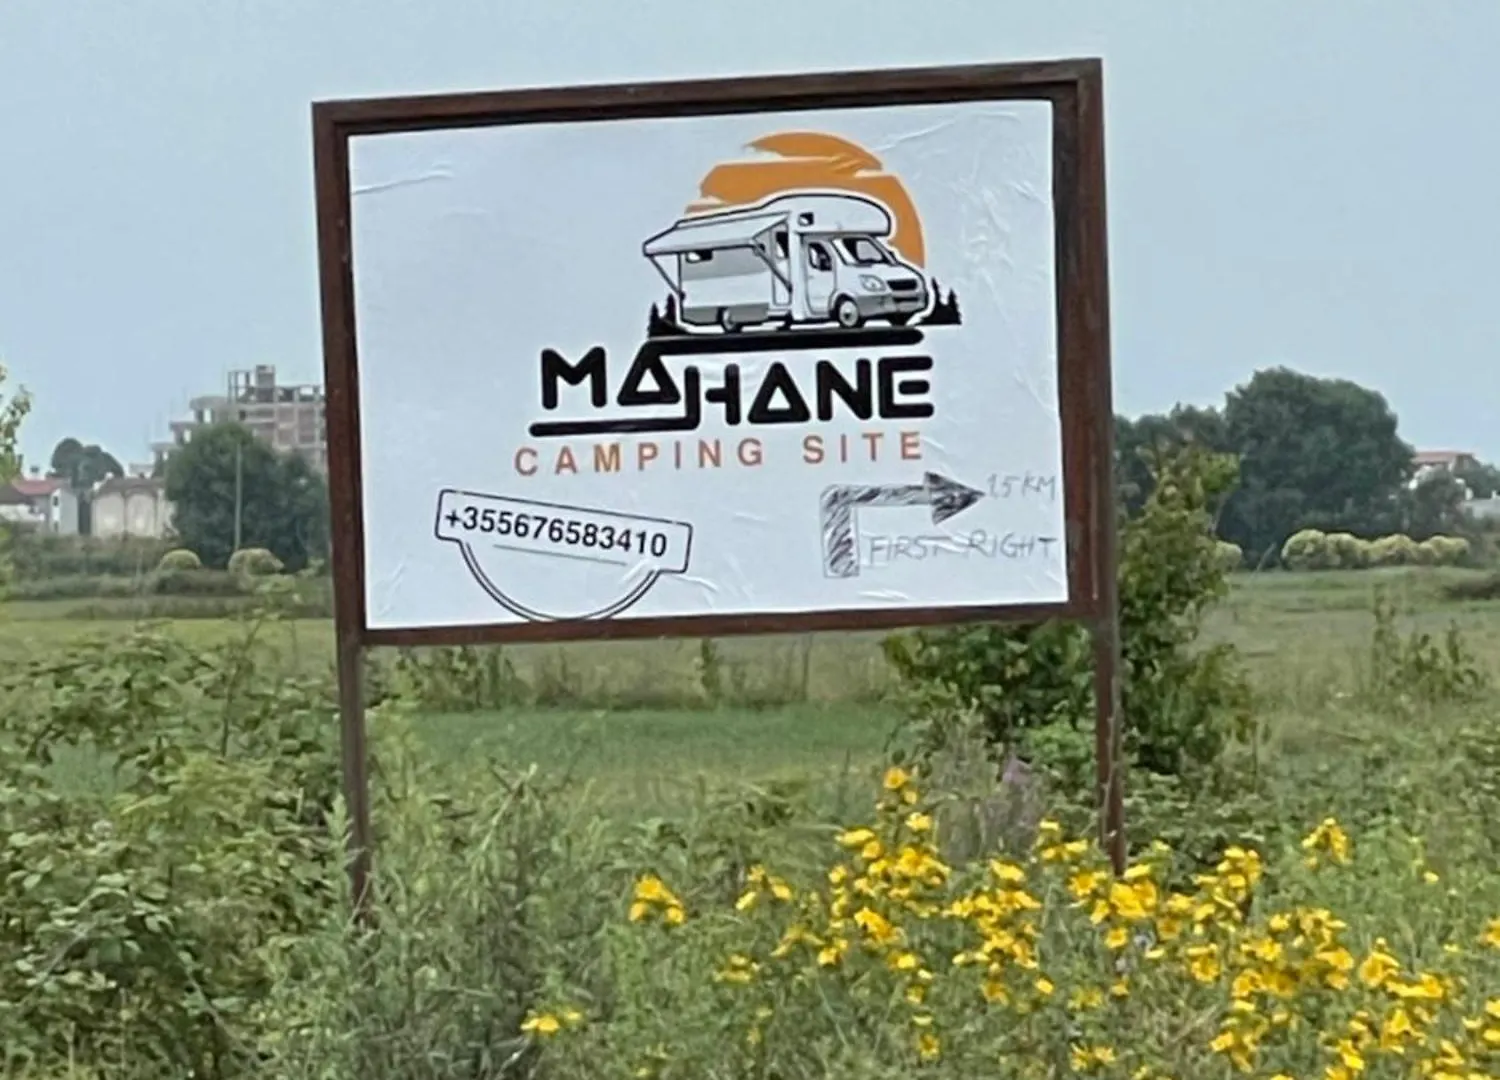 MAHANE
CAMPING SITE
+355676583410
1,5 KM
FIRST RIGHT